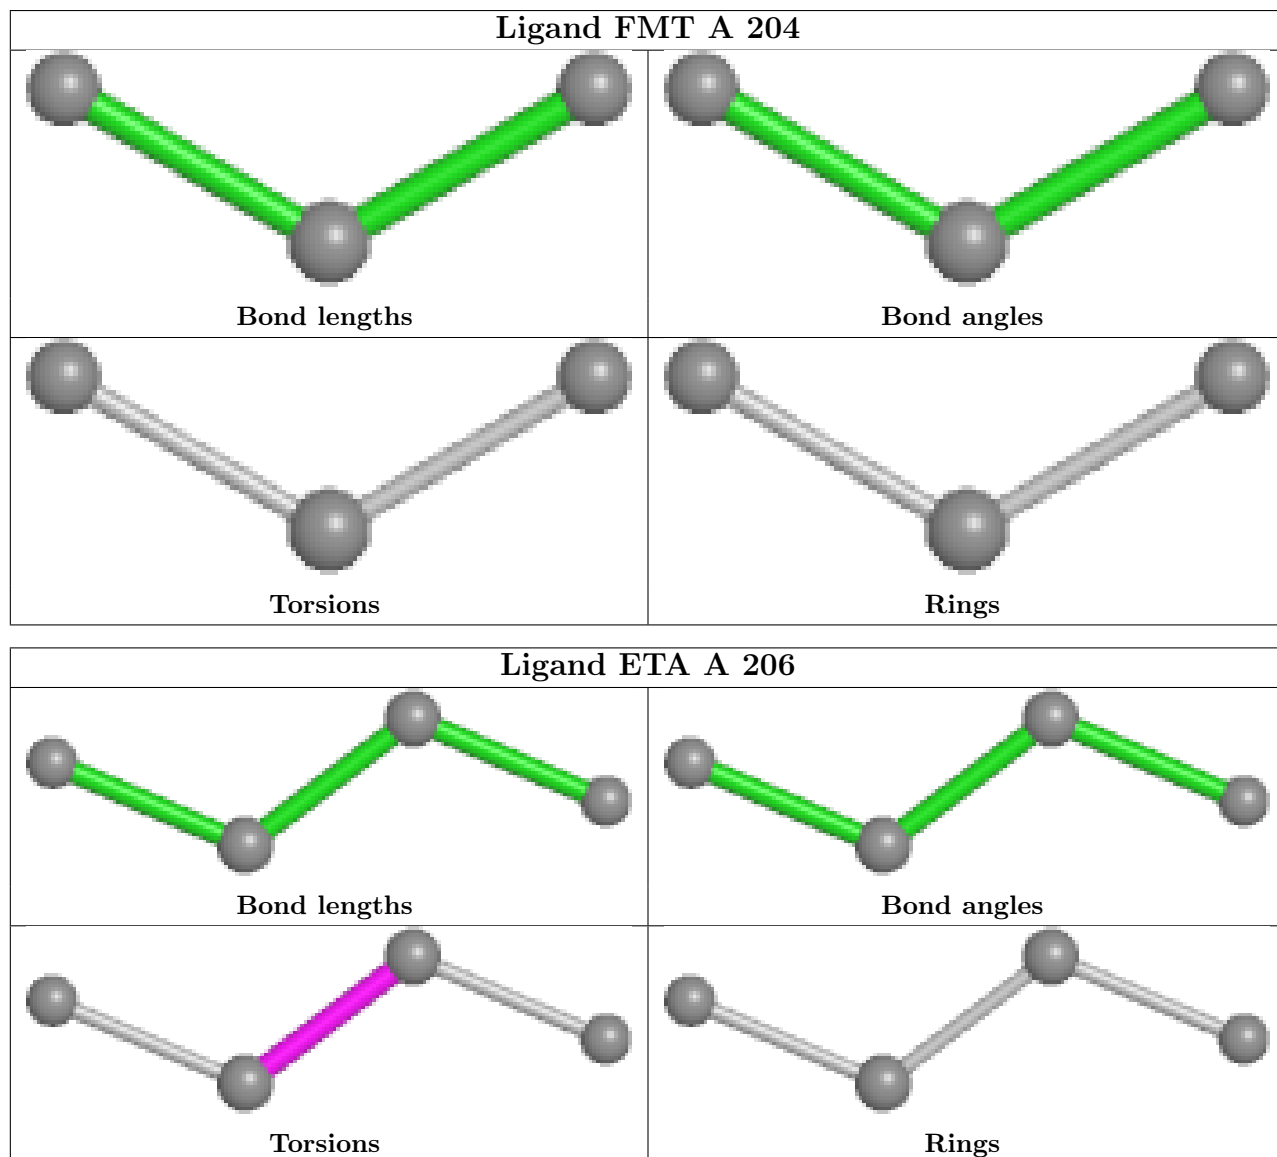 Ligand FMT A 204
Bond lengths
Bond angles
Torsions
Rings
Ligand ETA A 206
Bond lengths
Bond angles
Torsions
Rings